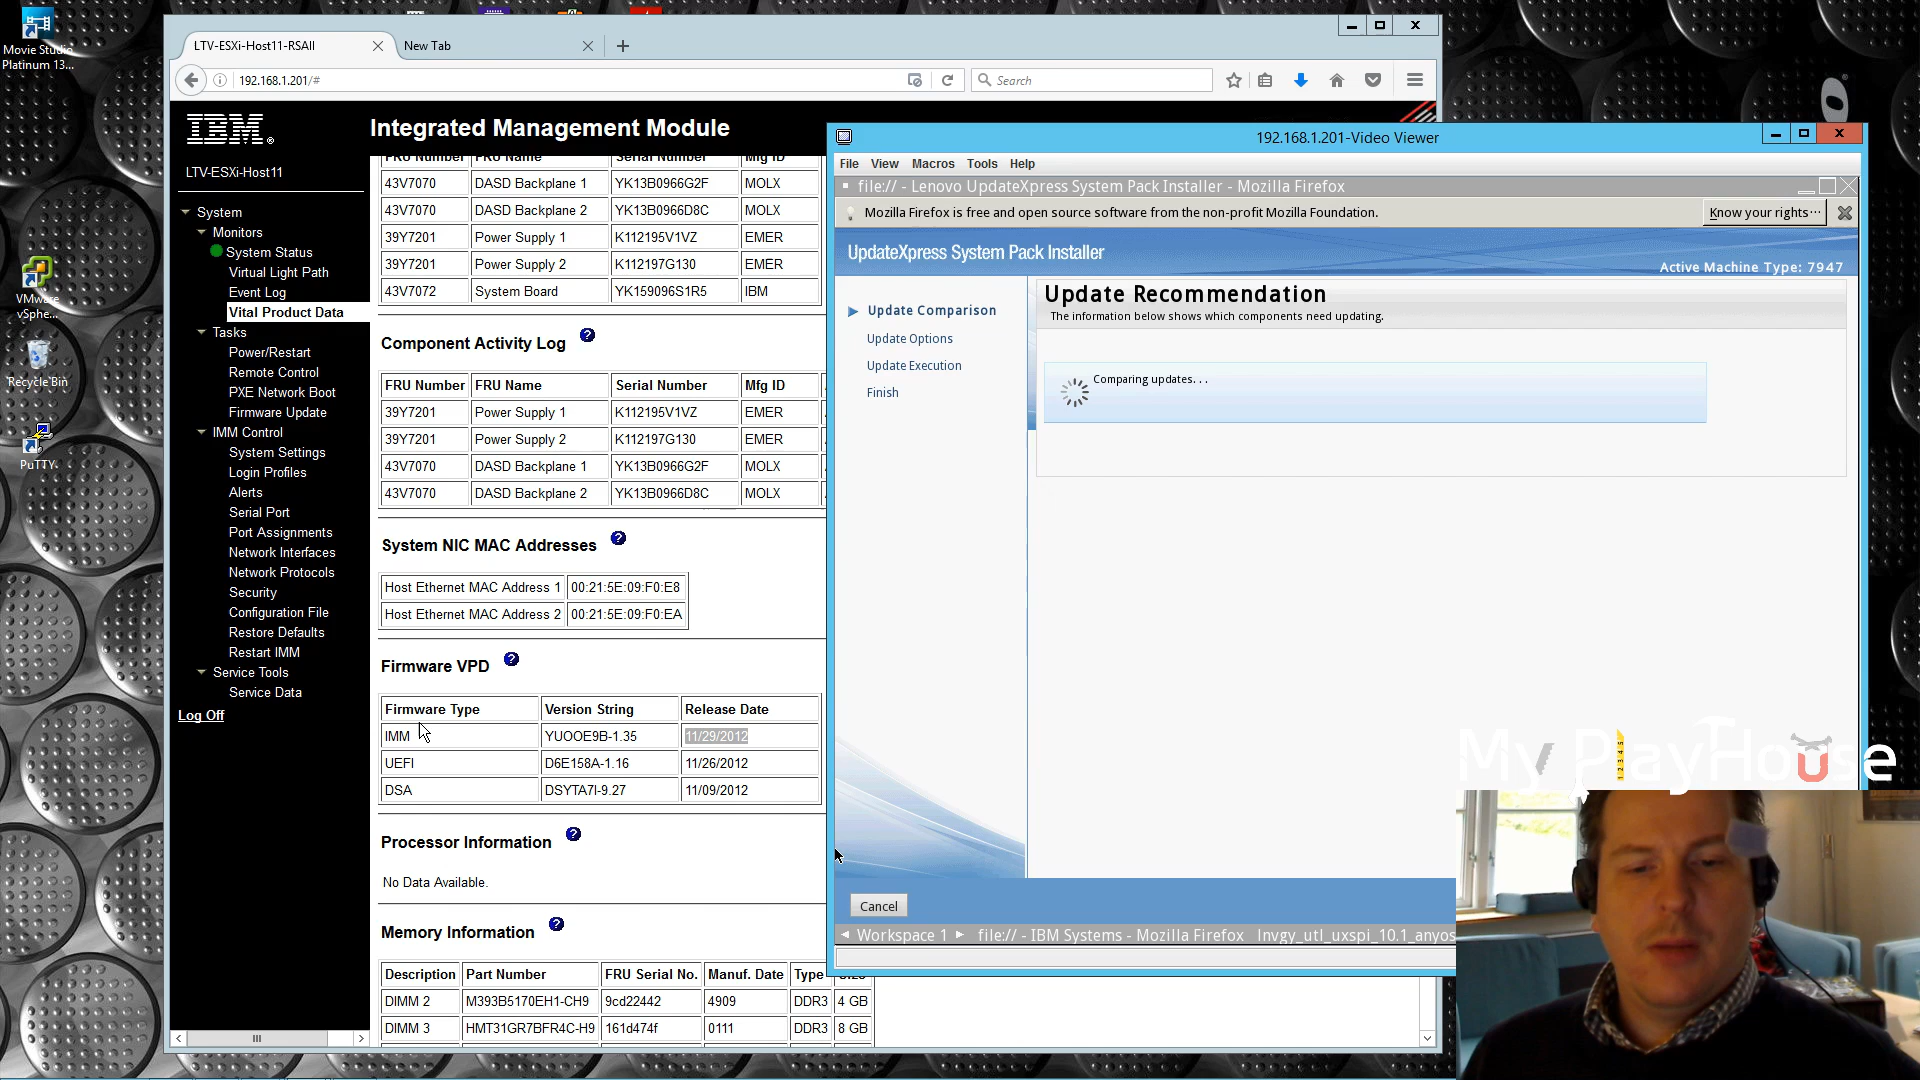 Movie Studio
Platinum 13...
VMware
vSphe...
Recycle Bin
PuTTY
LTV-ESXi-Host11-RSAII
New Tab
192.168.1.201/#
Search
IBM®
Integrated Management Module
LTV-ESXi-Host11
System
Monitors
System Status
Virtual Light Path
Event Log
Vital Product Data
Tasks
Power/Restart
Remote Control
PXE Network Boot
Firmware Update
IMM Control
System Settings
Login Profiles
Alerts
Serial Port
Port Assignments
Network Interfaces
Network Protocols
Security
Configuration File
Restore Defaults
Restart IMM
Service Tools
Service Data
Log Off
FRU Number FRU Name Serial Number Mfg ID
43V7070 DASD Backplane 1 YK13B0966G2F MOLX
43V7070 DASD Backplane 2 YK13B0966D8C MOLX
39Y7201 Power Supply 1 K112195V1VZ EMER
39Y7201 Power Supply 2 K112197G130 EMER
43V7072 System Board YK159096S1R5 IBM
Component Activity Log ?
FRU Number FRU Name Serial Number Mfg ID
39Y7201 Power Supply 1 K112195V1VZ EMER
39Y7201 Power Supply 2 K112197G130 EMER
43V7070 DASD Backplane 1 YK13B0966G2F MOLX
43V7070 DASD Backplane 2 YK13B0966D8C MOLX
System NIC MAC Addresses ?
Host Ethernet MAC Address 1 00:21:5E:09:F0:E8
Host Ethernet MAC Address 2 00:21:5E:09:F0:EA
Firmware VPD ?
Firmware Type Version String Release Date
IMM YUOOE9B-1.35 11/29/2012
UEFI D6E158A-1.16 11/26/2012
DSA DSYTA7I-9.27 11/09/2012
Processor Information ?
No Data Available.
Memory Information ?
Description Part Number FRU Serial No. Manuf. Date Type
DIMM 2 M393B5170EH1-CH9 9cd22442 4909 DDR3 4 GB
DIMM 3 HMT31GR7BFR4C-H9 161d474f 0111 DDR3 8 GB
192.168.1.201-Video Viewer
File View Macros Tools Help
file:// - Lenovo UpdateXpress System Pack Installer - Mozilla Firefox
Mozilla Firefox is free and open source software from the non-profit Mozilla Foundation.
Know your rights...
UpdateXpress System Pack Installer
Active Machine Type: 7947
Update Comparison
Update Options
Update Execution
Finish
Update Recommendation
The information below shows which components need updating.
Comparing updates...
Cancel
Workspace 1 file:// - IBM Systems - Mozilla Firefox lnvgy_utl_uxspi_10.1_anyos
My PlayHouse